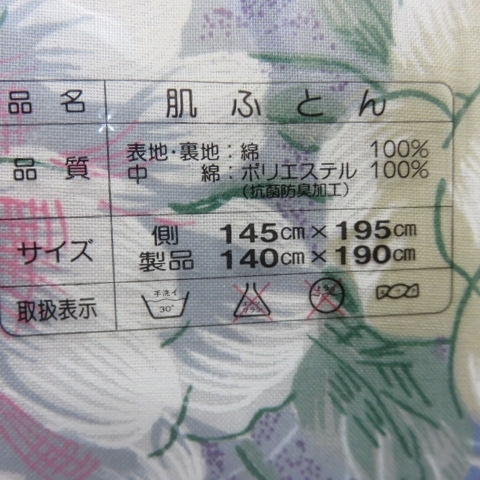 品名 肌ふとん
品質 表地・裏地：綿 100%
中 綿：ポリエステル 100%
（抗菌防臭加工）
サイズ 側 145cm×195cm
製品 140cm×190cm
取扱表示 手洗イ 30°